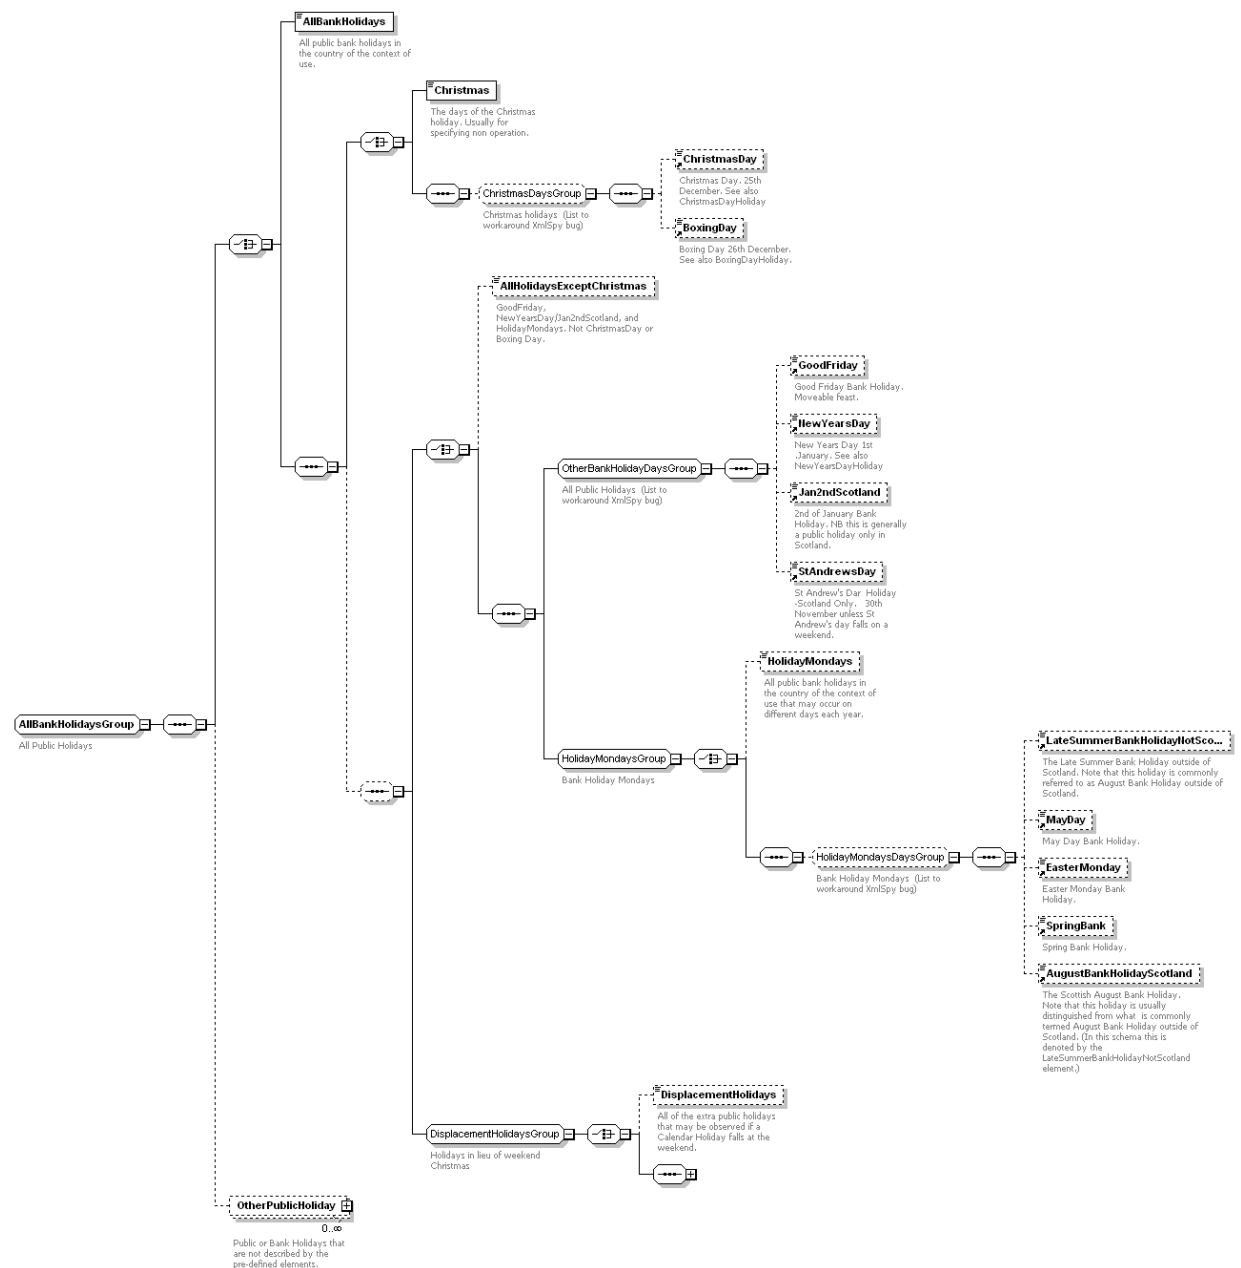 AllBankHolidays
All public bank holidays in
the country of the context of
use.
Christmas
The days of the Christmas
holiday. Usually for
specifying non operation.
ChristmasDaysGroup
Christmas holidays (List to
workaround XmlSpy bug)
ChristmasDay
Christmas Day. 25th
December. See also
ChristmasDayHoliday
BoxingDay
Boxing Day 26th December.
See also BoxingDayHoliday.
AllHolidaysExceptChristmas
GoodFriday,
NewYearsDay/Jan2ndScotland, and
HolidayMondays. Not ChristmasDay or
Boxing Day.
OtherBankHolidayDaysGroup
All Public Holidays (List to
workaround XmlSpy bug)
GoodFriday
Good Friday Bank Holiday.
Moveable feast.
NewYearsDay
New Years Day 1st
.January. See also
NewYearsDayHoliday
Jan2ndScotland
2nd of January Bank
Holiday. NB this is generally
a public holiday only in
Scotland.
StAndrewsDay
St Andrew's Dar Holiday
-Scotland Only. 30th
November unless St
Andrew's day falls on a
weekend.
HolidayMondays
All public bank holidays in
the country of the context of
use that may occur on
different days each year.
AllBankHolidaysGroup
All Public Holidays
HolidayMondaysGroup
Bank Holiday Mondays
HolidayMondaysDaysGroup
Bank Holiday Mondays (List to
workaround XmlSpy bug)
LateSummerBankHolidayNotSco...
The Late Summer Bank Holiday outside of
Scotland. Note that this holiday is commonly
referred to as August Bank Holiday outside of
Scotland.
MayDay
May Day Bank Holiday.
EasterMonday
Easter Monday Bank
Holiday.
SpringBank
Spring Bank Holiday.
AugustBankHolidayScotland
The Scottish August Bank Holiday.
Note that this holiday is usually
distinguished from what is commonly
termed August Bank Holiday outside of
Scotland. (In this schema this is
denoted by the
LateSummerBankHolidayNotScotland
element.)
DisplacementHolidaysGroup
Holidays in lieu of weekend
Christmas
DisplacementHolidays
All of the extra public holidays
that may be observed if a
Calendar Holiday falls at the
weekend.
OtherPublicHoliday
0..∞
Public or Bank Holidays that
are not described by the
pre-defined elements.